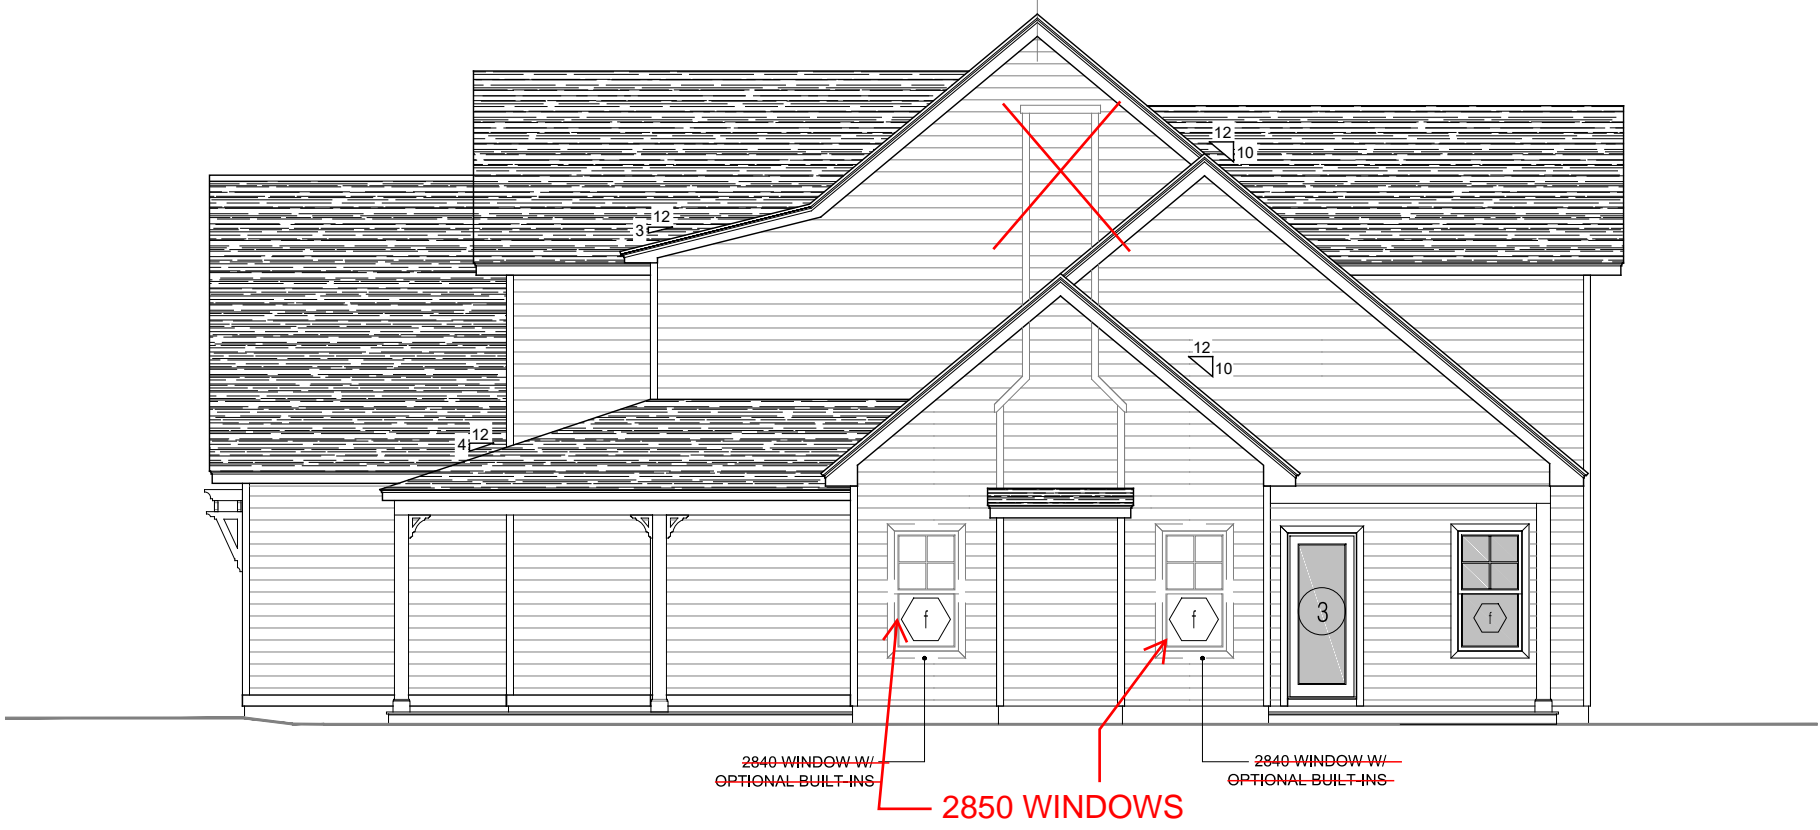 12
10
12
3
12
10
12
4
f
f
3
f
2840 WINDOW W/
OPTIONAL BUILT-INS
2840 WINDOW W/
OPTIONAL BUILT-INS
2850 WINDOWS